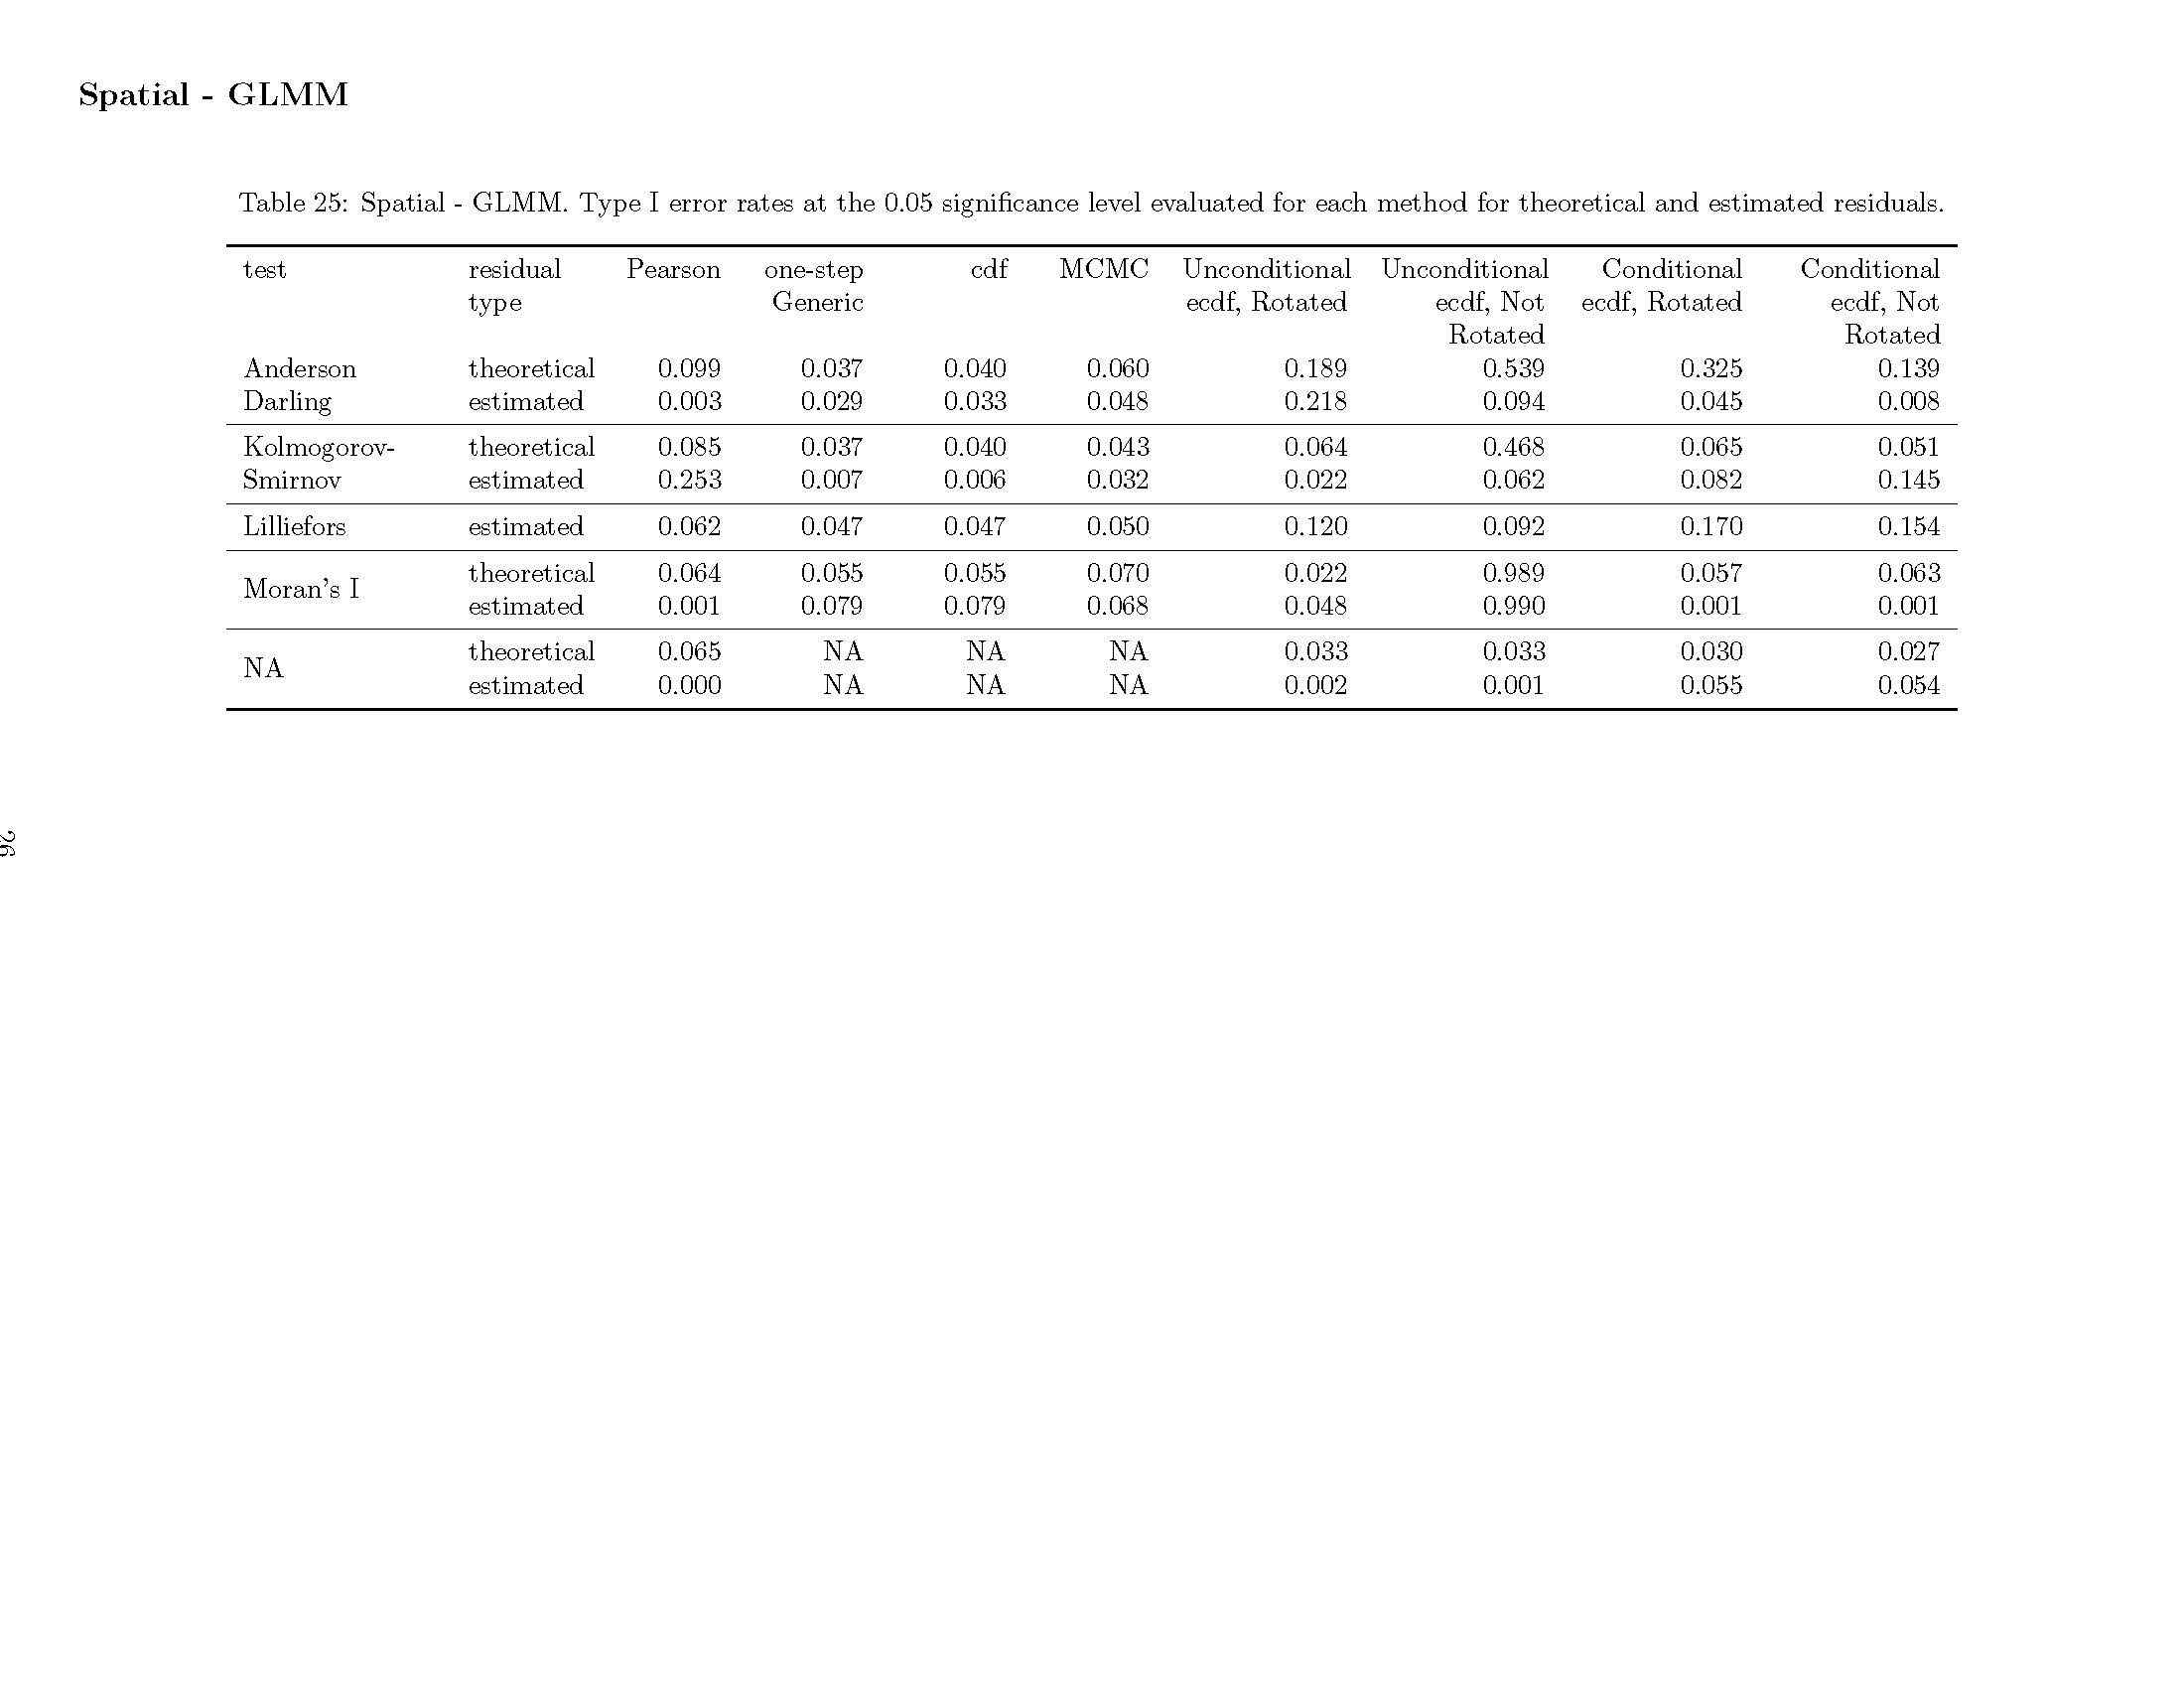 Spatial - GLMM
Table 25: Spatial - GLMM. Type I error rates at the 0.05 significance level evaluated for each method for theoretical and estimated residuals.
test residual Pearson one-step cdf MCMC Unconditional Unconditional Conditional Conditional
type Generic ecdf, Rotated ecdf, Not ecdf, Rotated ecdf, Not
Rotated Rotated
Anderson theoretical 0.099 0.037 0.040 0.060 0.189 0.539 0.325 0.139
Darling estimated 0.003 0.029 0.033 0.048 0.218 0.094 0.045 0.008
Kolmogorov- theoretical 0.085 0.037 0.040 0.043 0.064 0.468 0.065 0.051
Smirnov estimated 0.253 0.007 0.006 0.032 0.022 0.062 0.082 0.145
Lilliefors estimated 0.062 0.047 0.047 0.050 0.120 0.092 0.170 0.154
theoretical 0.064 0.055 0.055 0.070 0.022 0.989 0.057 0.063
Moran's I
estimated 0.001 0.079 0.079 0.068 0.048 0.990 0.001 0.001
theoretical 0.065 NA NA NA 0.033 0.033 0.030 0.027
NA
estimated 0.000 NA NA NA 0.002 0.001 0.055 0.054
26